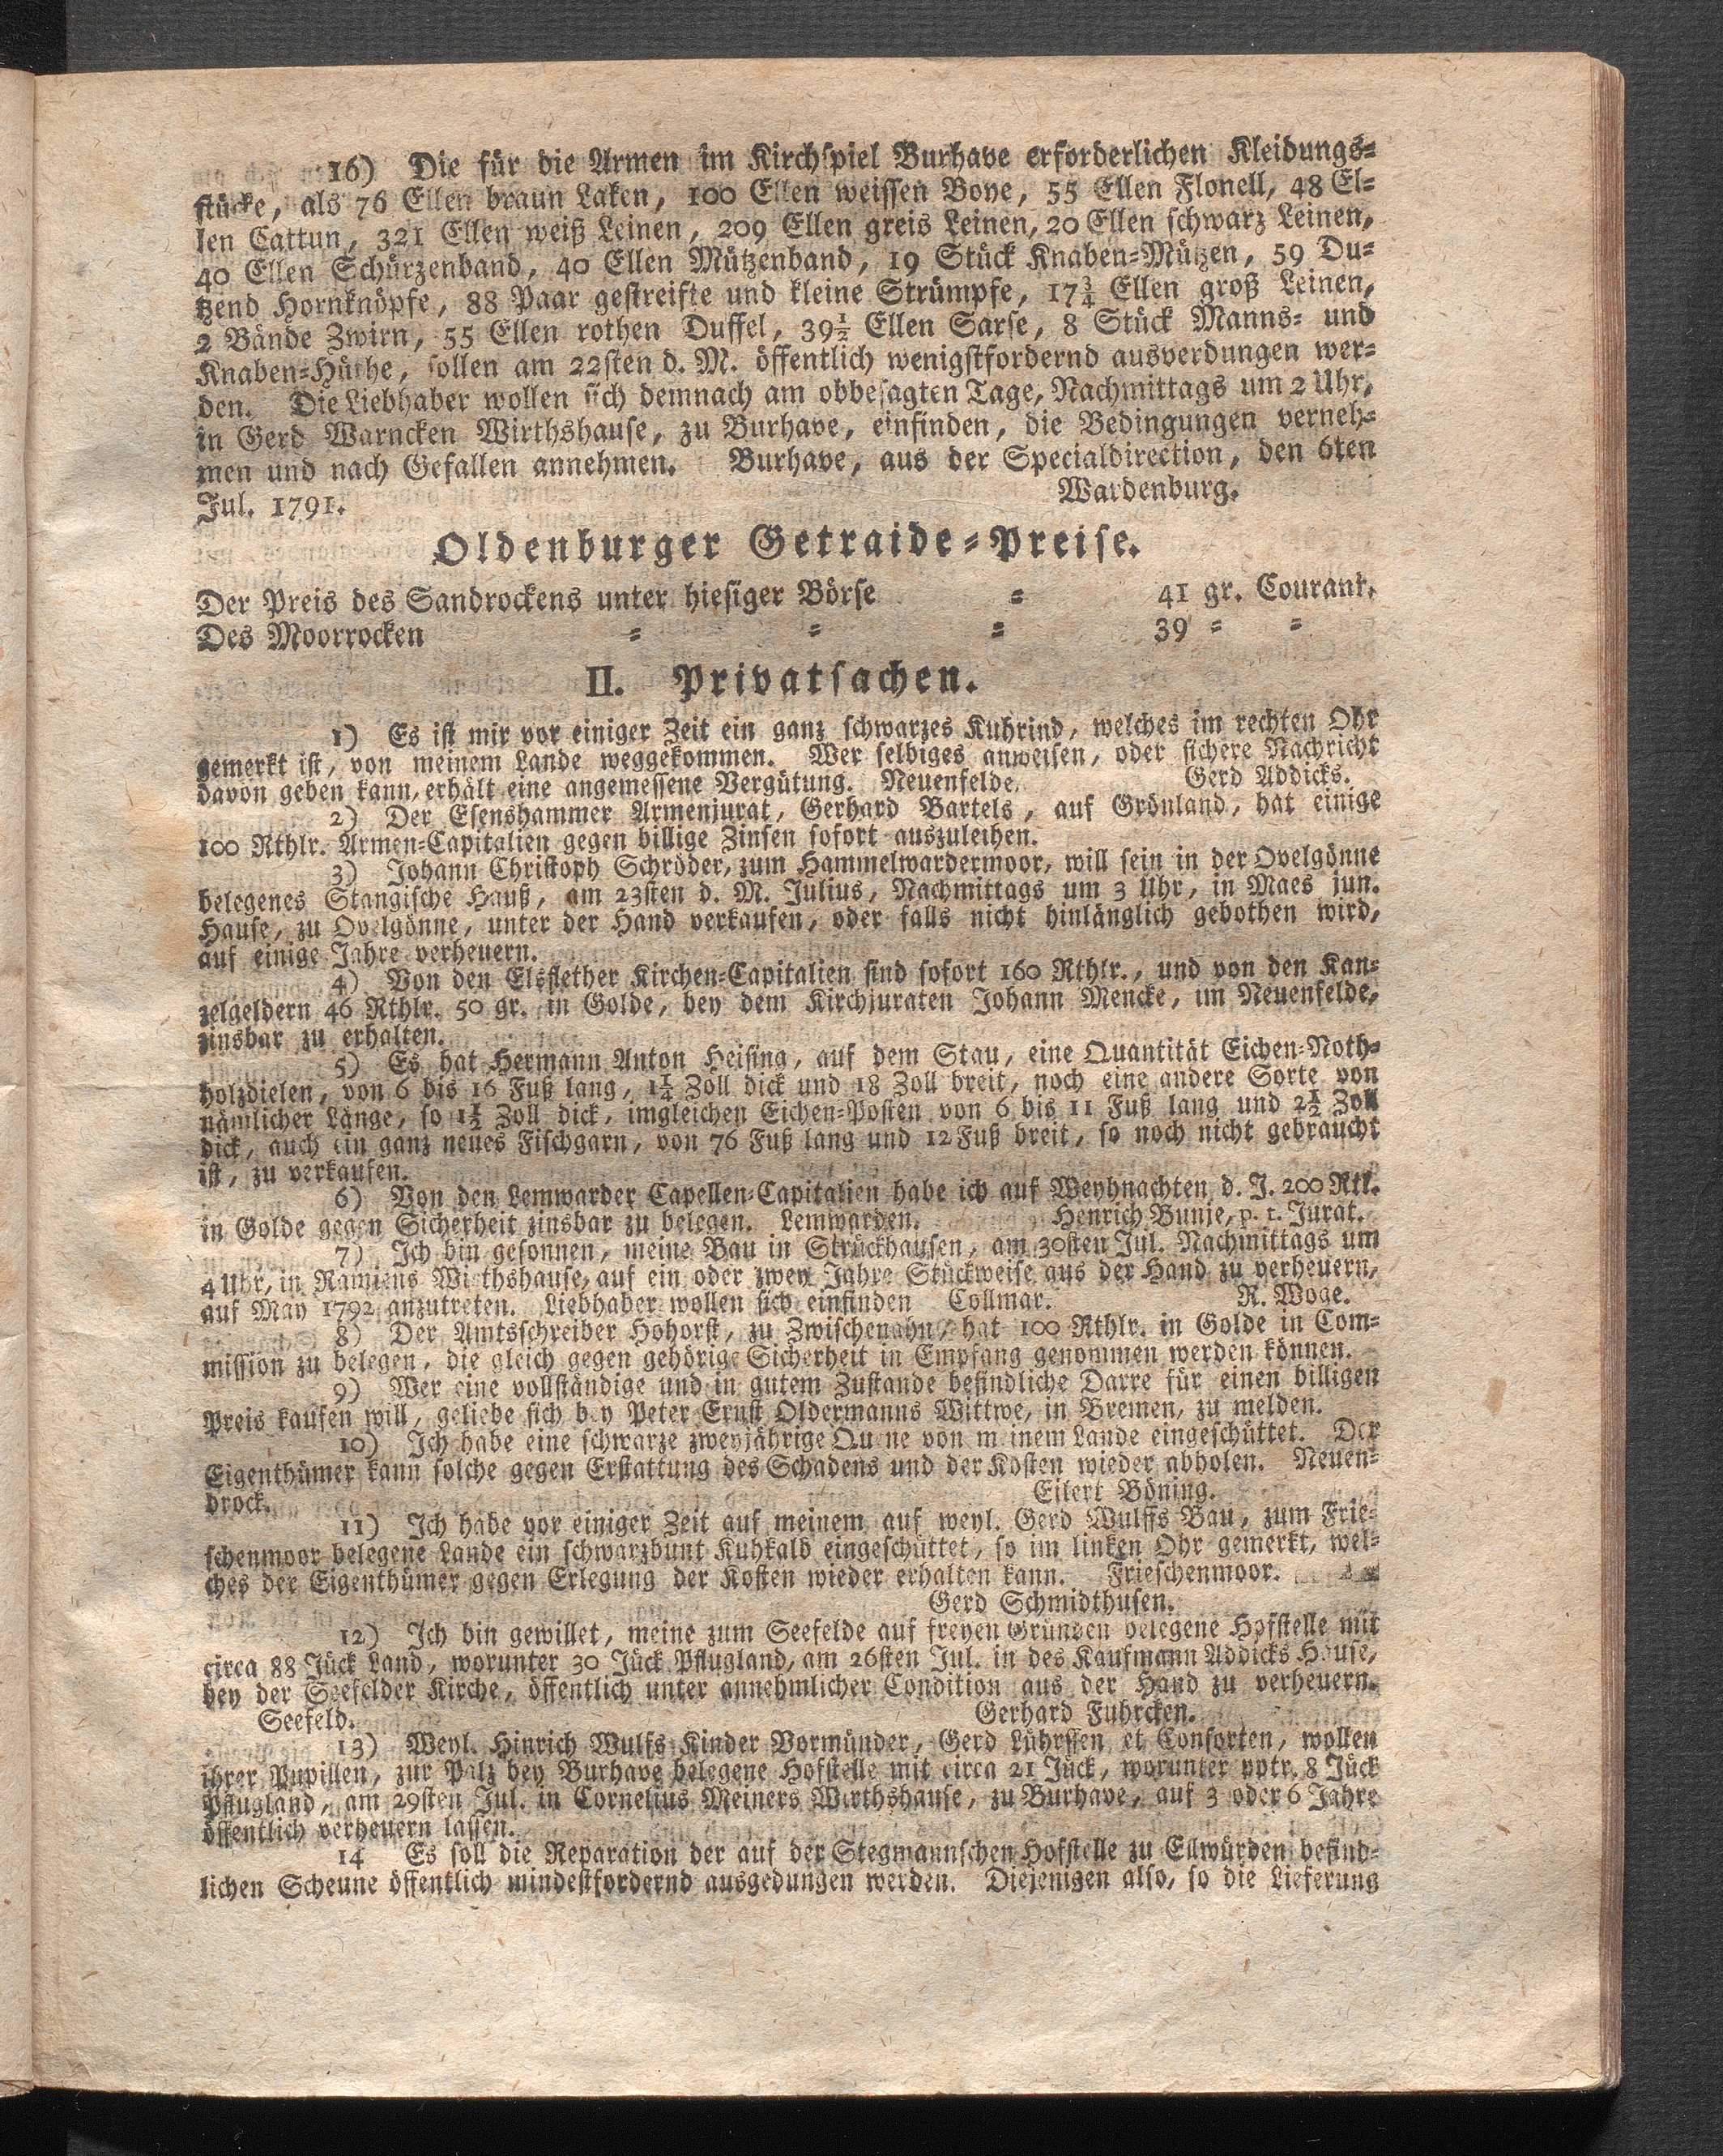 16) Die für die Armen im Kirchspiel Burhave erforderlichen Kleidungs=
stücke, als 76 Ellen braun Laken, 100 Ellen weissen Boye, 55 Ellen Flonell, 48 El=
len Cattun, 321 Ellen weiß Leinen, 209 Ellen greis Leinen, 20 Ellen schwarz Leinen,
40 Ellen Schürzenband, 40 Ellen Mützenband, 19 Stück Knaben=Mützen, 59 Du=
tzend Hornknöpfe, 88 Paar gestreifte und kleine Strümpfe, 17¾ Ellen groß Leinen,
2 Bände Zwirn, 55 Ellen rothen Duffel, 39½ Ellen Sarse, 8 Stück Manns= und
Knaben=Hüthe, sollen am 22sten d. M. öffentlich wenigstfordernd ausverdungen wer=
den. Die Liebhaber wollen sich demnach am obbesagten Tage, Nachmittags um 2 Uhr,
in Gerd Warncken Wirthshause, zu Burhave, einfinden, die Bedingungen verneh=
men und nach Gefallen annehmen. Burhave, aus der Specialdirection, den 6ten
Jul. 1791. Wardenburg.
Oldenburger Getraide=Preise.
Der Preis des Sandrockens unter hiesiger Börse = 41 gr. Courant.
Des Moorrocken = = = 39 = =
II. Privatsachen.
1) Es ist mir vor einiger Zeit ein ganz schwarzes Kuhrind, welches im rechten Ohr
gemerkt ist, von meinem Lande weggekommen. Wer selbiges anweisen, oder sichere Nachricht
davon geben kann, erhält eine angemessene Vergütung. Neuenfelde. Gerd Addicks.
2) Der Esenshammer Armenjurat, Gerhard Bartels, auf Grönland, hat einige
100 Rthlr. Armen=Capitalien gegen billige Zinsen sofort auszuleihen.
3) Johann Christoph Schröder, zum Hammelwardermoor, will sein in der Ovelgönne
belegenes Stangische Hauß, am 23sten d. M. Julius, Nachmittags um 3 Uhr, in Maes jun.
Hause, zu Ovelgönne, unter der Hand verkaufen, oder falls nicht hinlänglich gebothen wird,
auf einige Jahre verheuern.
4) Von den Elsflether Kirchen=Capitalien sind sofort 160 Rthlr., und von den Kan=
zelgeldern 46 Rthlr. 50 gr. in Golde, bey dem Kirchjuraten Johann Mencke, im Neuenfelde,
zinsbar zu erhalten.
5) Es hat Hermann Anton Heising, auf dem Stau, eine Quantität Eichen=Noth=
holzdielen, von 6 bis 16 Fuß lang, 1¼ Zoll dick und 18 Zoll breit, noch eine andere Sorte von
nämlicher Länge, so 1½ Zoll dick, imgleichen Eichen=Posten von 6 bis 11 Fuß lang und 2½ Zoll
dick, auch ein ganz neues Fischgarn, von 76 Fuß lang und 12 Fuß breit, so noch nicht gebraucht
ist, zu verkaufen.
6) Von den Lemwarder Capellen=Capitalien habe ich auf Weyhnachten d. J. 200 Rtl.
in Golde gegen Sicherheit zinsbar zu belegen. Lemwarden. Henrich Bunje, p. t. Jurat.
7) Ich bin gesonnen, meine Bau in Strückhausen, am 30sten Jul. Nachmittags um
4 Uhr, in Ramiens Wirthshause, auf ein oder zwey Jahre Stückweise aus der Hand zu verheuern,
auf May 1792 anzutreten. Liebhaber wollen sich einfinden Collmar. R. Woge.
8) Der Amtsschreiber Hohorst, zu Zwischenahn, hat 100 Rthlr. in Golde in Com=
mission zu belegen, die gleich gegen gehörige Sicherheit in Empfang genommen werden können.
9) Wer eine vollständige und in gutem Zustande befindliche Darre für einen billigen
Preis kaufen will, geliebe sich bey Peter Ernst Oldermanns Wittwe, in Bremen, zu melden.
10) Ich habe eine schwarze zweyjährige Quene von meinem Lande eingeschüttet. Der
Eigenthümer kann solche gegen Erstattung des Schadens und der Kosten wieder abholen. Neuen=
brock. Eilert Böning.
11) Ich habe vor einiger Zeit auf meinem auf weyl. Gerd Wulffs Bau, zum Frie=
schenmoor belegene Lande ein schwarzbunt Kuhkalb eingeschüttet, so im linken Ohr gemerkt, wel=
ches der Eigenthümer gegen Erlegung der Kosten wieder erhalten kann. Frieschenmoor.
Gerd Schmidthusen.
12) Ich bin gewillet, meine zum Seefelde auf freyen Gründen belegene Hofstelle mit
circa 88 Jück Land, worunter 30 Jück Pflugland, am 26sten Jul. in des Kaufmann Addicks Hause,
bey der Seefelder Kirche, öffentlich unter annehmlicher Condition aus der Hand zu verheuern.
Seefeld. Gerhard Fuhrcken.
13) Weyl. Hinrich Wulfs Kinder Vormünder, Gerd Lührssen et Consorten, wollen
ihrer Pupillen, zur Palz bey Burhave belegene Hofstelle mit circa 21 Jück, worunter pptr. 8 Jück
Pflugland, am 29sten Jul. in Cornelius Meiners Wirthshause, zu Burhave, auf 3 oder 6 Jahre
öffentlich verheuern lassen.
14 Es soll die Reparation der auf der Stegmannschen Hofstelle zu Ellwürden befind=
lichen Scheune öffentlich mindestfordernd ausgedungen werden. Diejenigen also, so die Lieferung